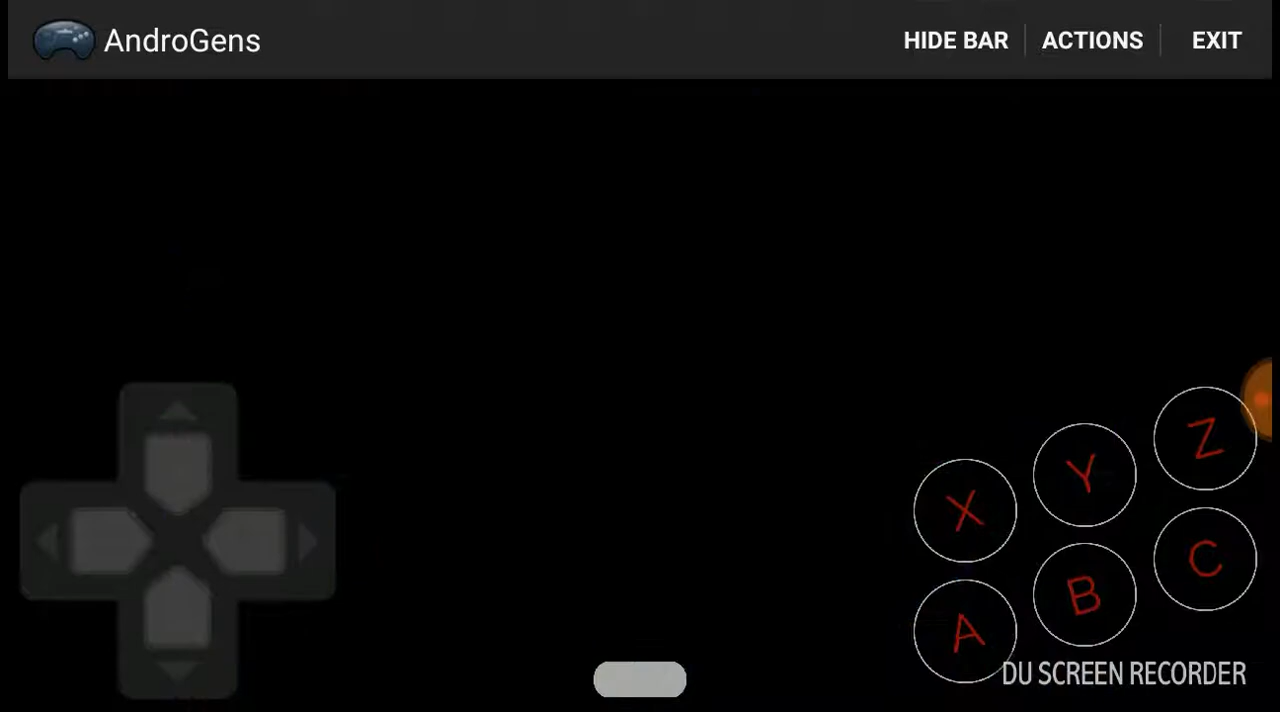 AndroGens
HIDE BAR
ACTIONS
EXIT
Z
Y
X
C
B
A
DU SCREEN RECORDER